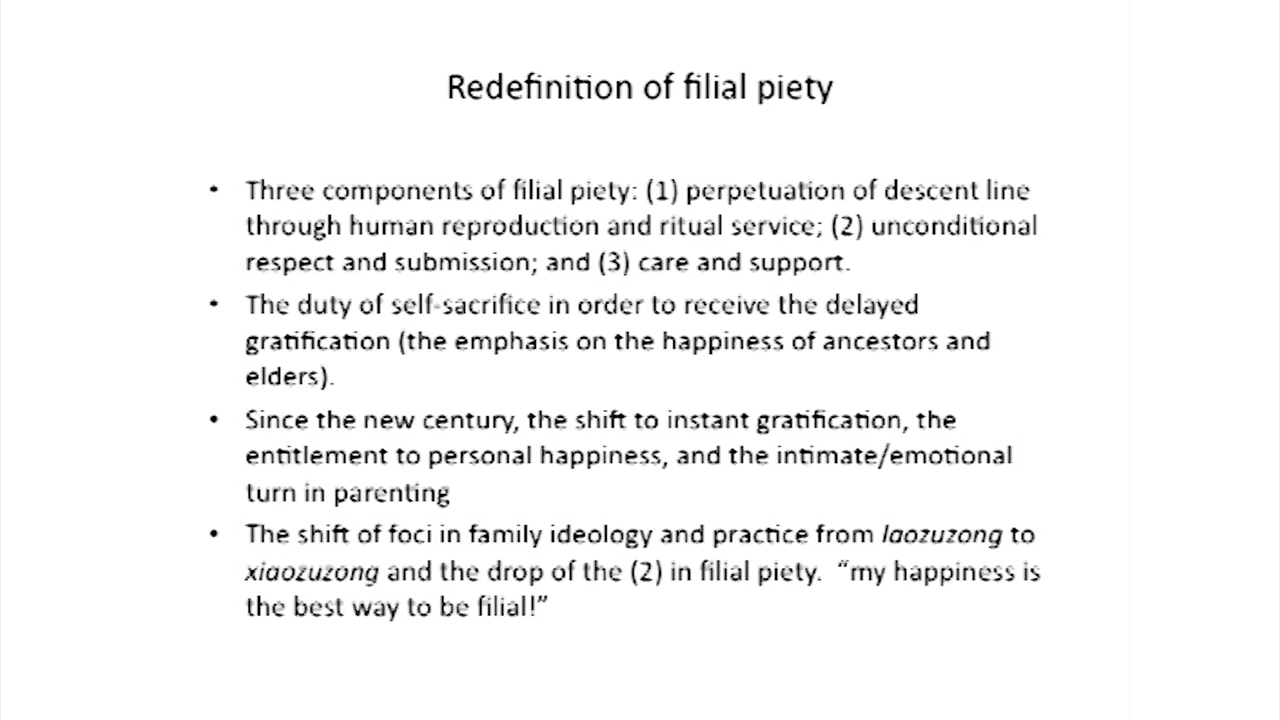 Redefinition of filial piety
• Three components of filial piety: (1) perpetuation of descent line
through human reproduction and ritual service; (2) unconditional
respect and submission; and (3) care and support.
• The duty of self-sacrifice in order to receive the delayed
gratification (the emphasis on the happiness of ancestors and
elders).
• Since the new century, the shift to instant gratification, the
entitlement to personal happiness, and the intimate/emotional
turn in parenting
• The shift of foci in family ideology and practice from laozuzong to
xiaozuzong and the drop of the (2) in filial piety. “my happiness is
the best way to be filial!”